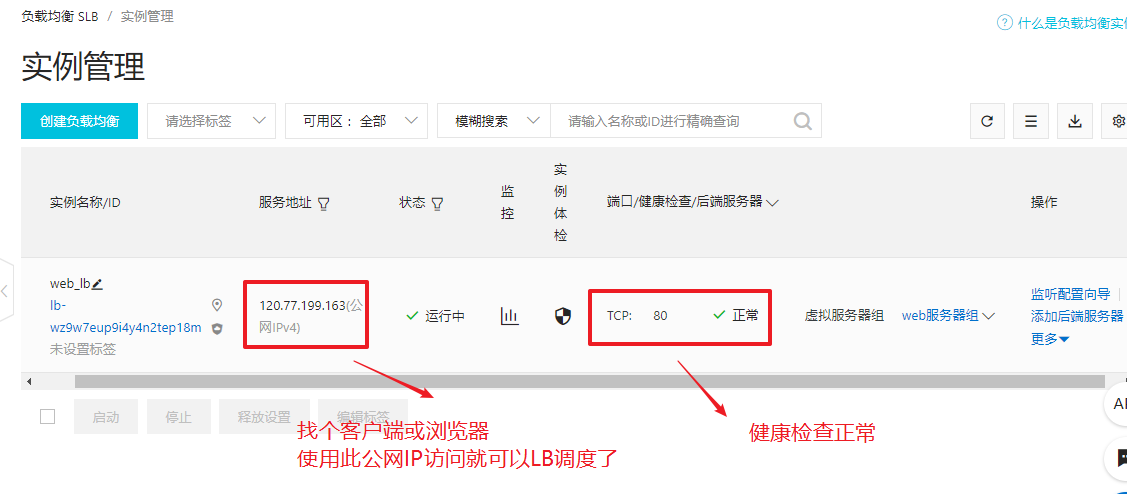 负载均衡 SLB / 实例管理
什么是负载均衡实
实例管理
创建负载均衡 请选择标签 可用区： 全部 模糊搜索 请输入名称或ID进行精确查询
实例名称/ID 服务地址 状态 监 控 实 例 体 检 端口/健康检查/后端服务器 操作
web_lb
lb-
wz9w7eup9i4y4n2tep18m
未设置标签
120.77.199.163(公
网IPv4)
运行中
TCP: 80 正常
虚拟服务器组 web服务器组
监听配置向导
添加后端服务器
更多
启动 停止 释放设置 编辑标签
找个客户端或浏览器
使用此公网IP访问就可以LB调度了
健康检查正常